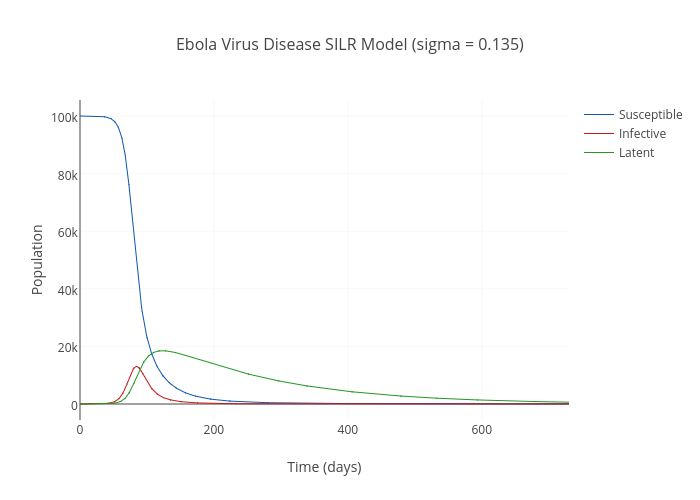 Ebola Virus Disease SILR Model (sigma = 0.135)
Susceptible
Infective
Latent
100k
80k
60k
40k
20k
0
Population
0 200 400 600
Time (days)